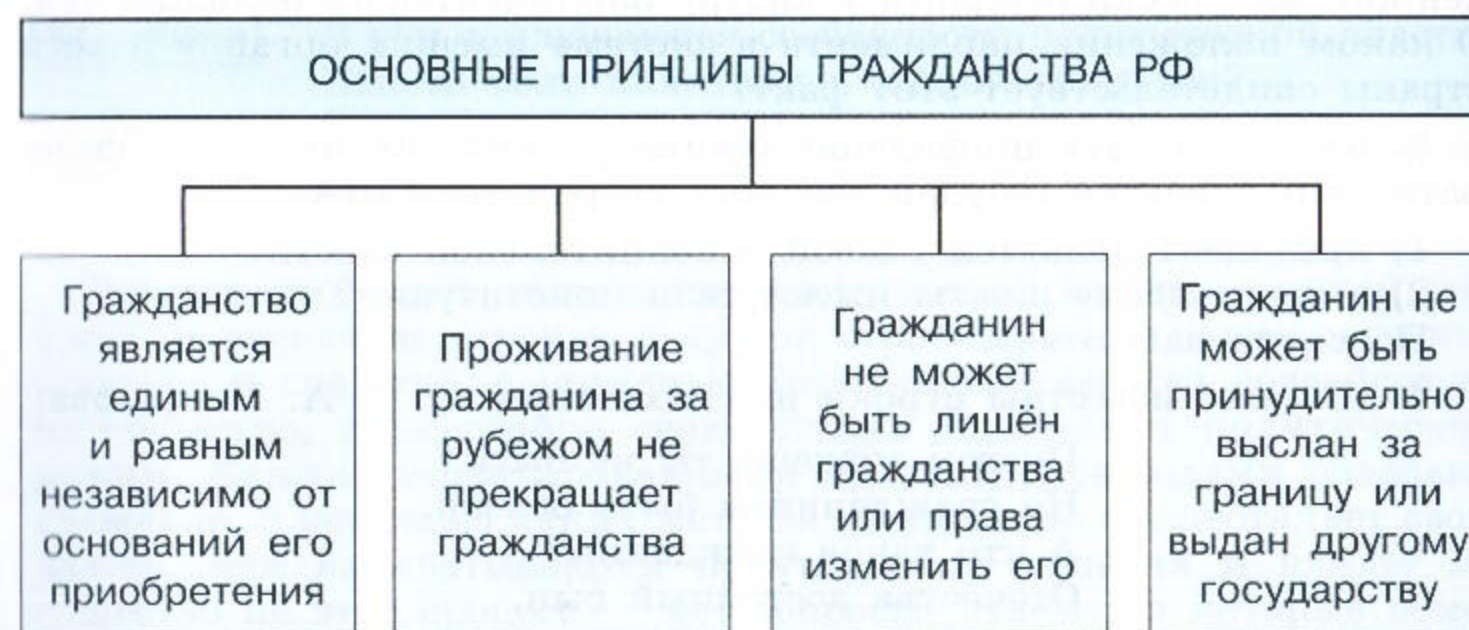 ОСНОВНЫЕ ПРИНЦИПЫ ГРАЖДАНСТВА РФ
Гражданство
является
единым
и равным
независимо от
оснований его
приобретения
Проживание
гражданина за
рубежом не
прекращает
гражданства
Гражданин
не может
быть лишён
гражданства
или права
изменить его
Гражданин не
может быть
принудительно
выслан за
границу или
выдан другому
государству